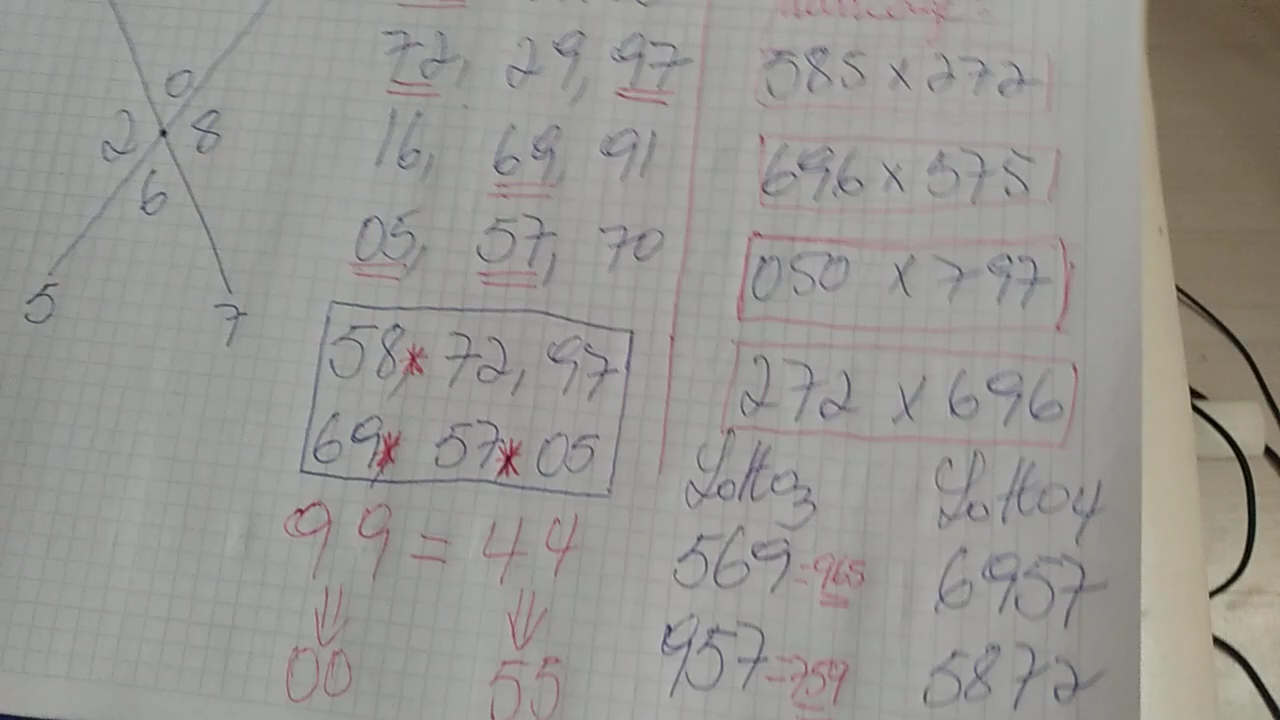 0
2 8
6
5 7
72, 29, 97
16, 69, 91
05, 57, 70
58,* 72, 97
69,* 57* 05
99 = 44
⇓ ⇓
00 55
585 x 272
696 x 575
050 x 797
272 x 696
Lotto3 Lotto4
569 = 965 6957
957 = 759 5872